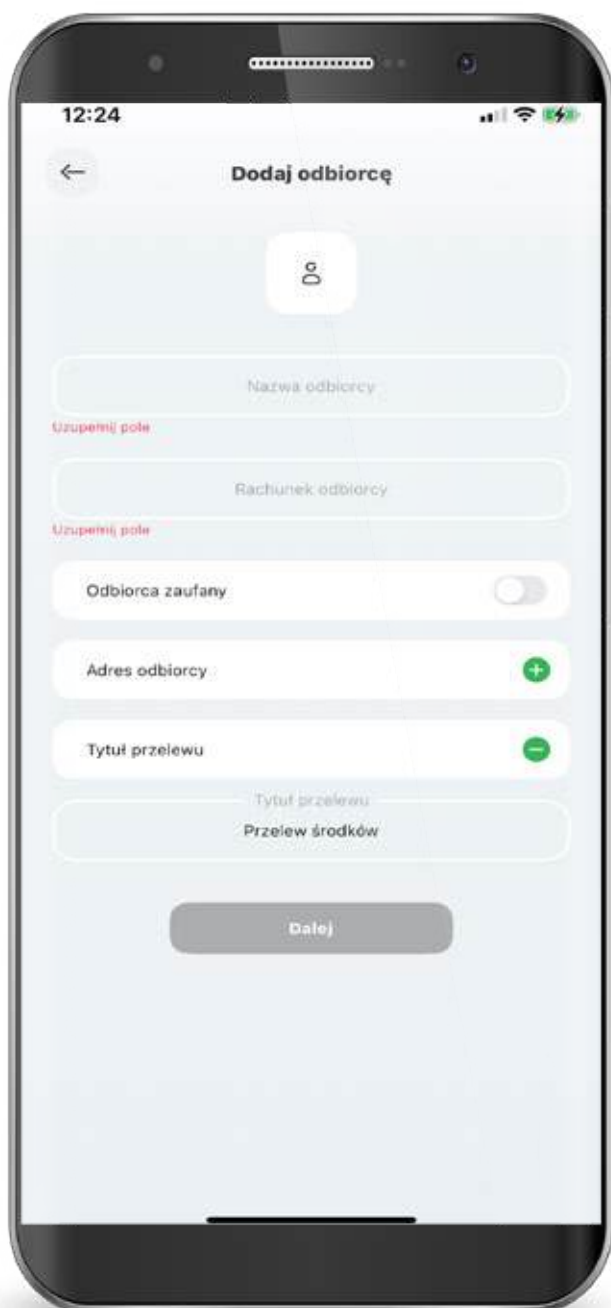 12:24
Dodaj odbiorcę
Nazwa odbiorcy
Uzupełnij pole
Rachunek odbiorcy
Uzupełnij pole
Odbiorca zaufany
Adres odbiorcy
Tytuł przelewu
Tytuł przelewu
Przelew środków
Dalej